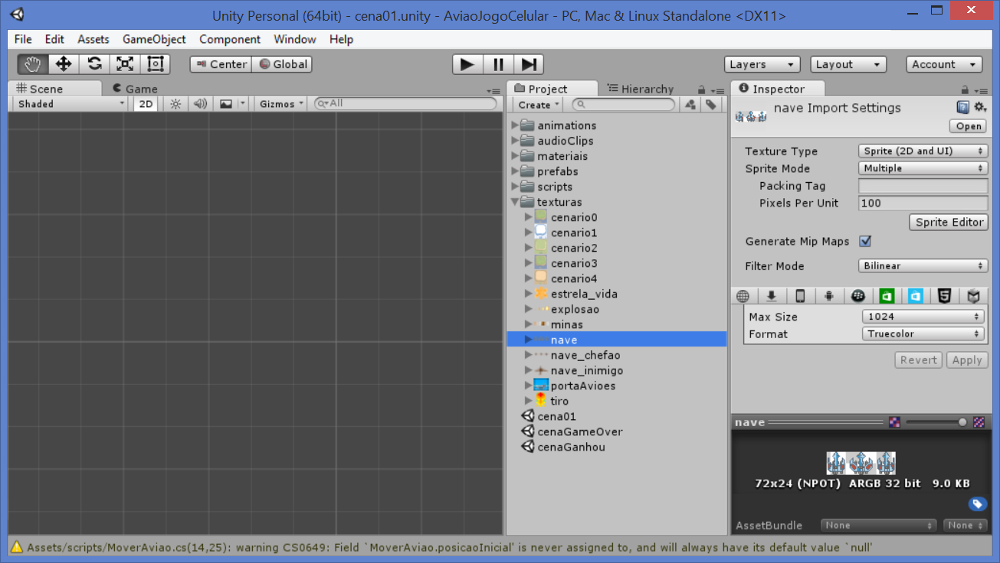 Unity Personal (64bit) - cena01.unity - AviaoJogoCelular - PC, Mac & Linux Standalone <DX11>
File Edit Assets GameObject Component Window Help
Center Global Layers Layout Account
Scene Game
Shaded 2D Gizmos All
Project Hierarchy
Create
animations
audioClips
materiais
prefabs
scripts
texturas
cenario0
cenario1
cenario2
cenario3
cenario4
estrela_vida
explosao
minas
nave
nave_chefao
nave_inimigo
portaAvioes
tiro
cena01
cenaGameOver
cenaGanhou
Inspector
nave Import Settings
Open
Texture Type Sprite (2D and UI)
Sprite Mode Multiple
Packing Tag
Pixels Per Unit 100
Sprite Editor
Generate Mip Maps
Filter Mode Bilinear
Max Size 1024
Format Truecolor
Revert Apply
nave
72x24 (NPOT) ARGB 32 bit 9.0 KB
AssetBundle None None
Assets/scripts/MoverAviao.cs(14,25): warning CS0649: Field `MoverAviao.posicaoInicial' is never assigned to, and will always have its default value `null'